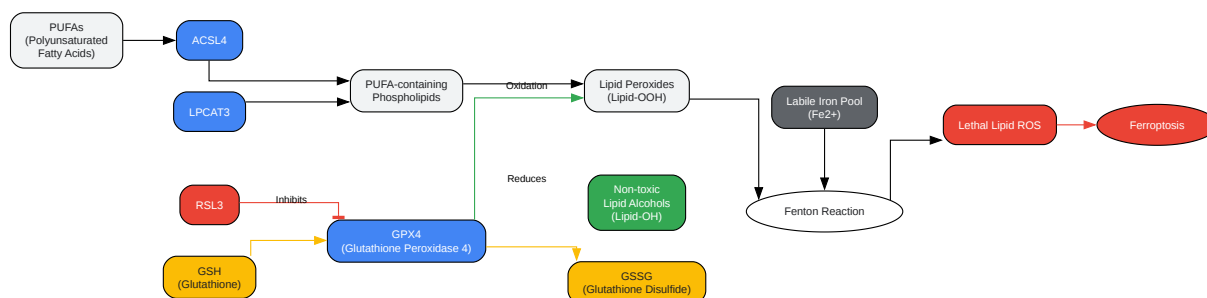 PUFAs
(Polyunsaturated
Fatty Acids)
ACSL4
LPCAT3
PUFA-containing
Phospholipids
Oxidation
Lipid Peroxides
(Lipid-OOH)
Labile Iron Pool
(Fe2+)
Lethal Lipid ROS
Ferroptosis
RSL3
Inhibits
Reduces
Non-toxic
Lipid Alcohols
(Lipid-OH)
Fenton Reaction
GPX4
(Glutathione Peroxidase 4)
GSH
(Glutathione)
GSSG
(Glutathione Disulfide)